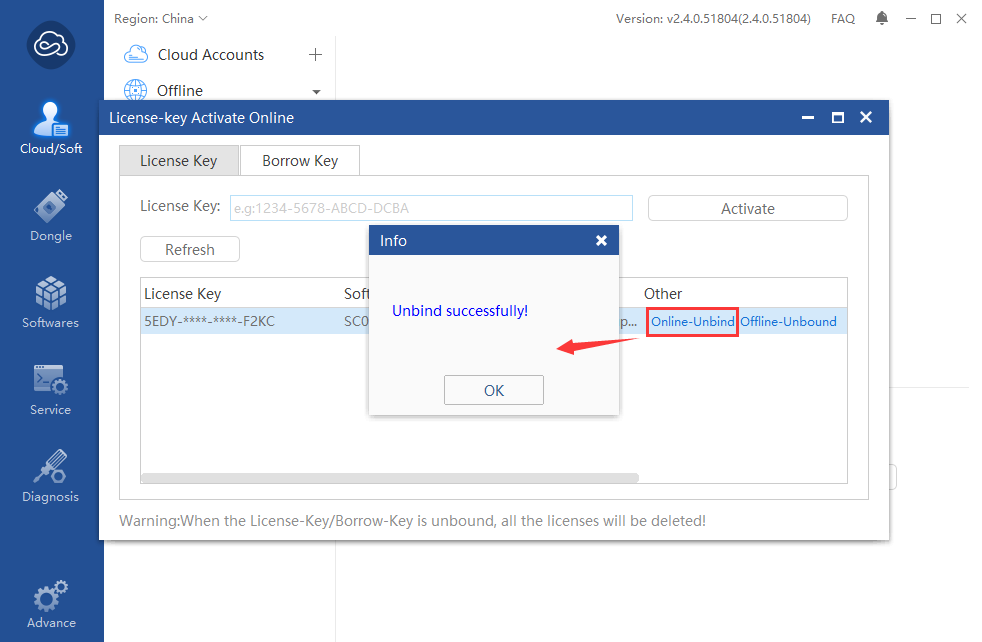 Region: China
Version: v2.4.0.51804(2.4.0.51804) FAQ
Cloud Accounts
Offline
Cloud/Soft
Dongle
Softwares
Service
Diagnosis
Advance
License-key Activate Online
License Key Borrow Key
License Key: e.g:1234-5678-ABCD-DCBA Activate
Refresh
License Key Soft Other
5EDY-****-****-F2KC SC0 p... Online-Unbind Offline-Unbound
Info
Unbind successfully!
OK
Warning:When the License-Key/Borrow-Key is unbound, all the licenses will be deleted!